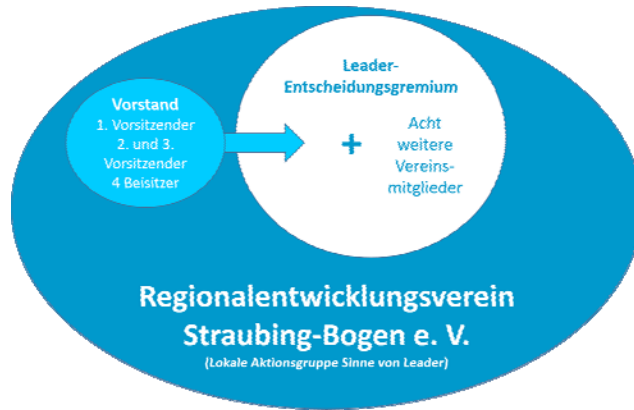 Vorstand
1. Vorsitzender
2. und 3.
Vorsitzender
4 Beisitzer
Leader-
Entscheidungsgremium
+
Acht
weitere
Vereins-
mitglieder
Regionalentwicklungsverein
Straubing-Bogen e. V.
(Lokale Aktionsgruppe Sinne von Leader)